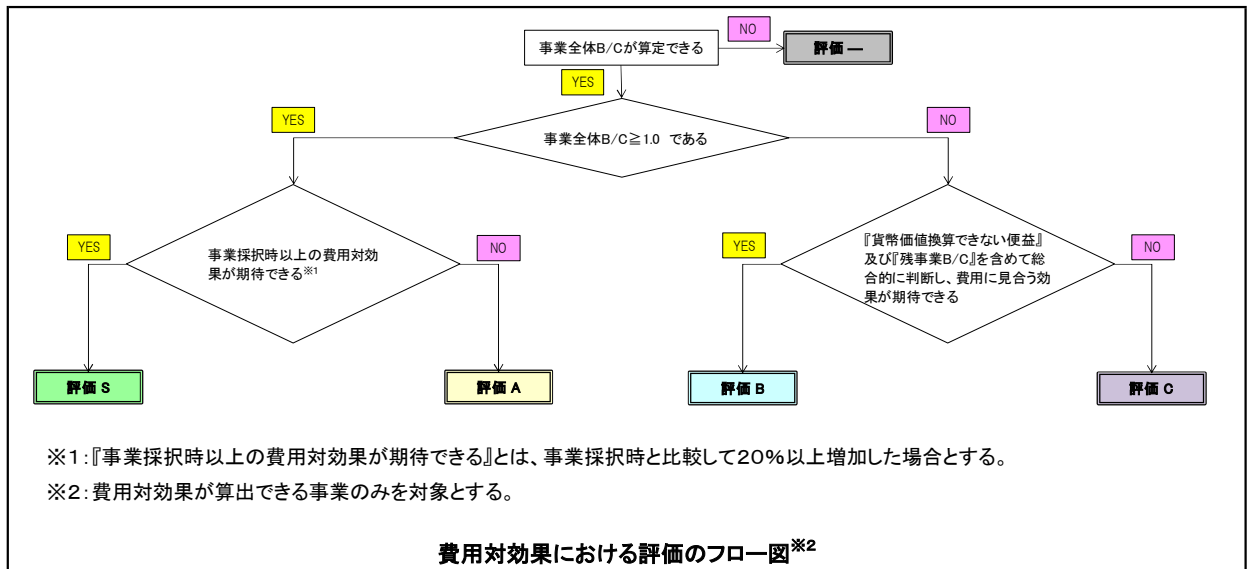 NO
事業全体B/Cが算定できる
評価 ―
YES
YES
NO
事業全体B/C≧1.0 である
YES
事業採択時以上の費用対効
果が期待できる※1
NO
YES
『貨幣価値換算できない便益』
及び『残事業B/C』を含めて総
合的に判断し、費用に見合う効
果が期待できる
NO
評価 S
評価 A
評価 B
評価 C
※1:『事業採択時以上の費用対効果が期待できる』とは、事業採択時と比較して20%以上増加した場合とする。
※2:費用対効果が算出できる事業のみを対象とする。
費用対効果における評価のフロー図※2